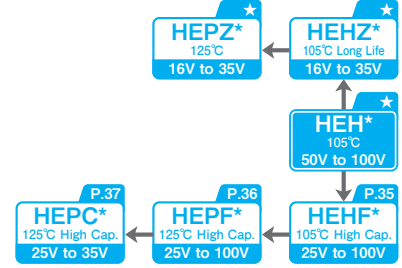 ★
HEPZ*
125℃
16V to 35V
★
HEHZ*
105℃ Long Life
16V to 35V
★
HEH*
105℃
50V to 100V
P.37
HEPC*
125℃ High Cap.
25V to 35V
P.36
HEPF*
125℃ High Cap.
25V to 100V
P.35
HEHF*
105℃ High Cap.
25V to 100V